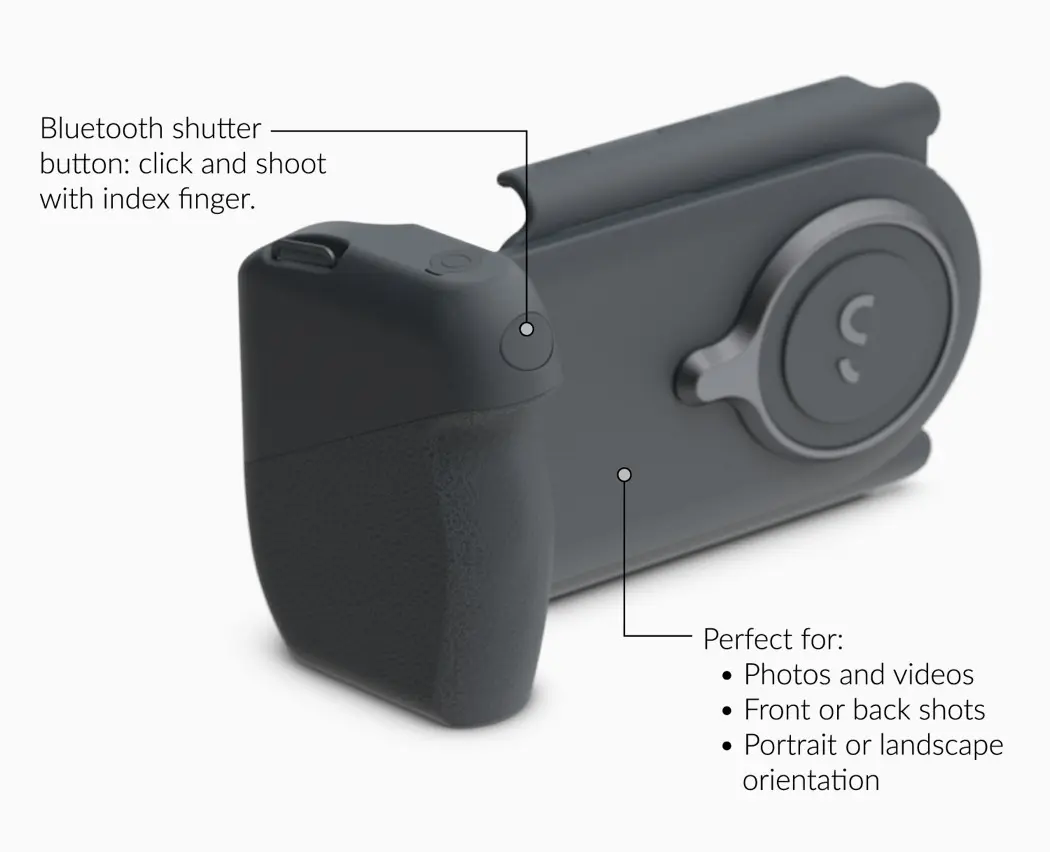 Bluetooth shutter
button: click and shoot
with index finger.
Perfect for:
• Photos and videos
• Front or back shots
• Portrait or landscape
orientation